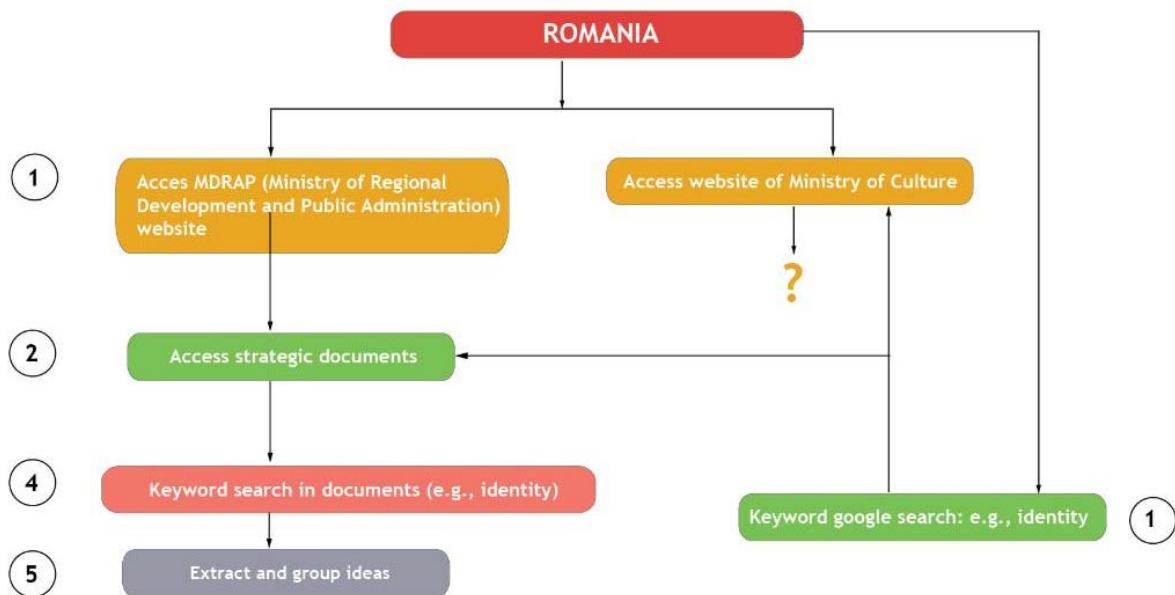 ROMANIA
1
Acces MDRAP (Ministry of Regional
Development and Public Administration)
website
Access website of Ministry of Culture
?
2
Access strategic documents
4
Keyword search in documents (e.g., identity)
Keyword google search: e.g., identity
1
5
Extract and group ideas